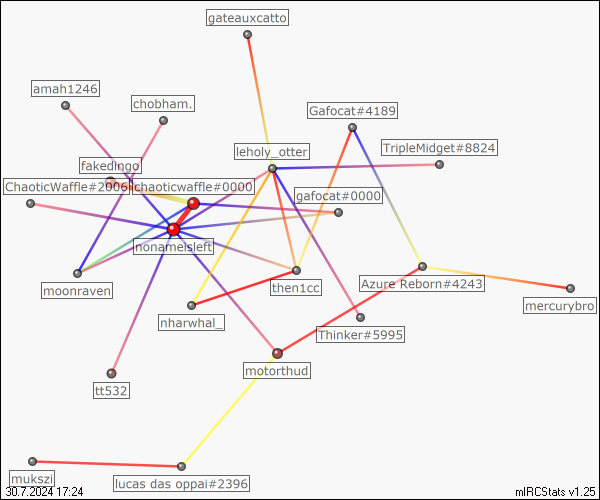 gateauxcatto
amah1246
chobham.
Gafocat#4189
leholy_otter
TripleMidget#8824
fakedingo
ChaoticWaffle#2006
chaoticwaffle#0000
gafocat#0000
nonameisleft
moonraven
then1cc
Azure Reborn#4243
mercurybro
nharwhal_
Thinker#5995
motorthud
tt532
mukszi
lucas das oppai#2396
30.7.2024 17:24
mIRCStats v1.25